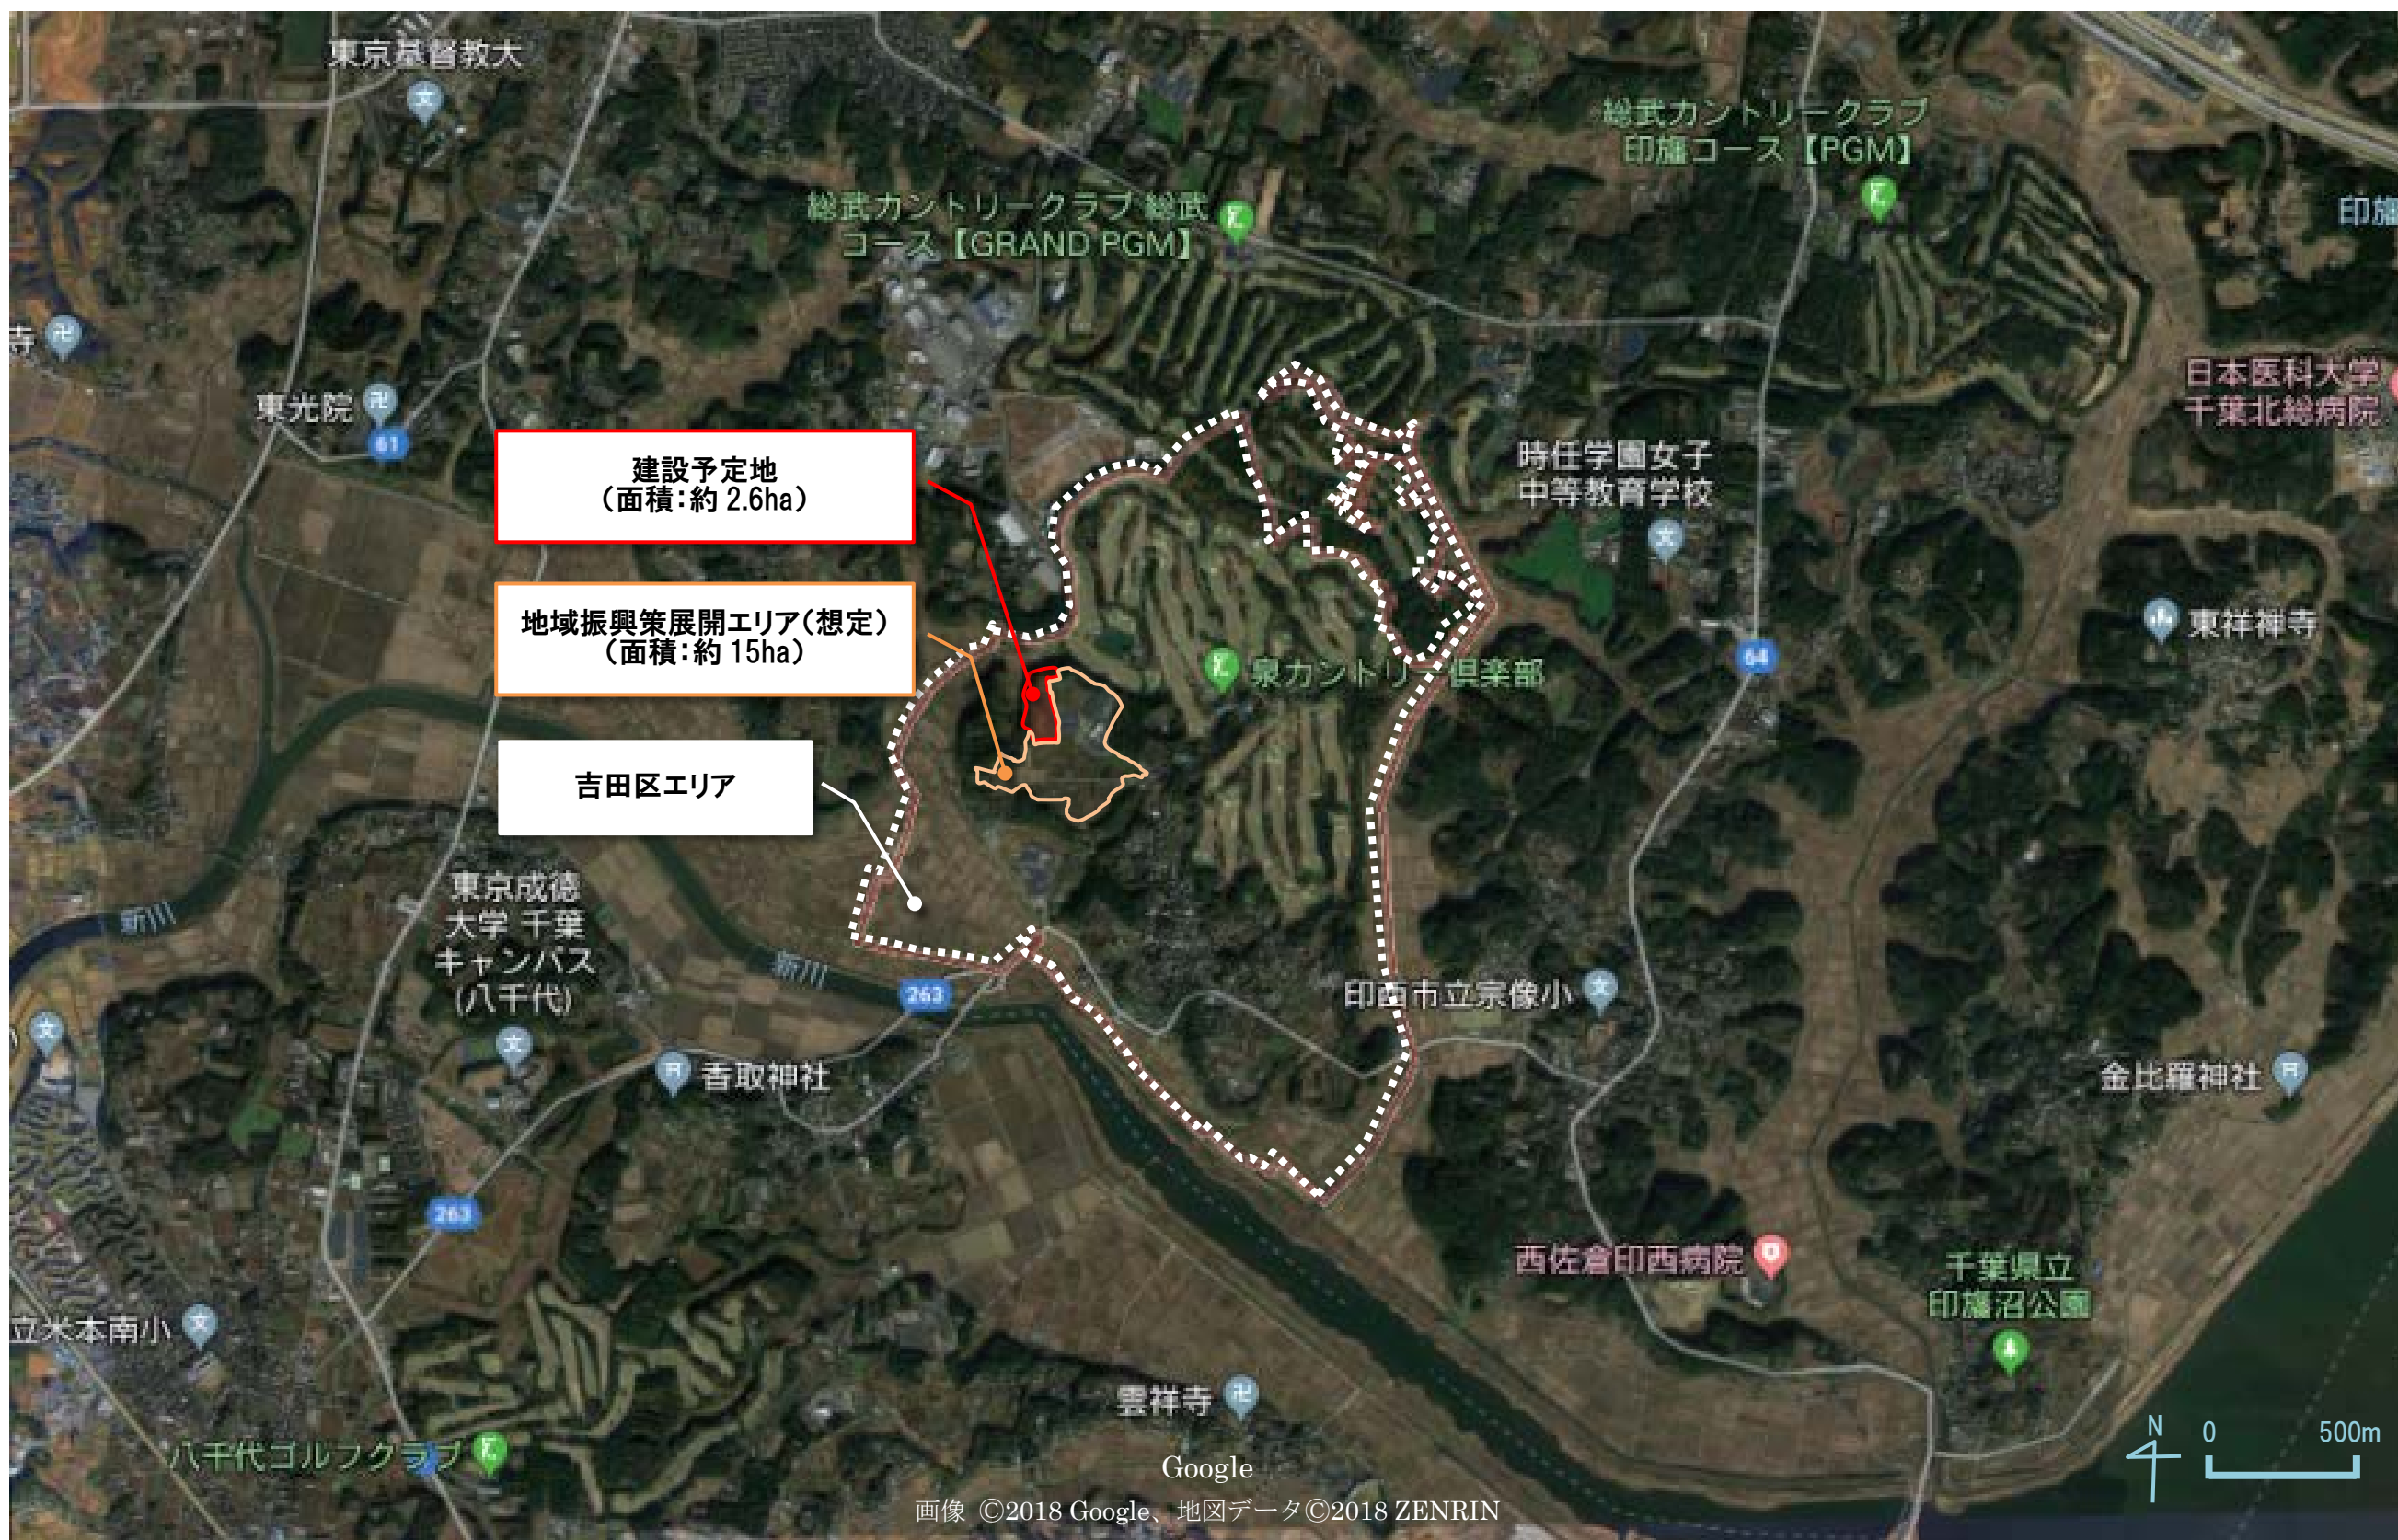 東京基督教大
総武カントリークラブ
印旛コース【PGM】
総武カントリークラブ 総武
コース【GRAND PGM】
印旛
寺
東光院
61
日本医科大学
千葉北総病院
建設予定地
（面積：約 2.6ha）
時任学園女子
中等教育学校
地域振興策展開エリア（想定）
（面積：約 15ha）
東祥禅寺
64
泉カントリー倶楽部
吉田区エリア
東京成徳
大学 千葉
キャンパス
(八千代)
新川
新川
263
印西市立宗像小
香取神社
金比羅神社
263
西佐倉印西病院
千葉県立
印旛沼公園
立米本南小
雲祥寺
八千代ゴルフクラブ
N
0 500m
Google
画像 ©2018 Google、地図データ©2018 ZENRIN